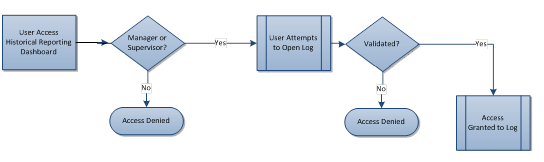 User Access
Historical Reporting
Dashboard
Manager or
Supervisor?
Yes
User Attempts
to Open Log
Validated?
Yes
No
Access Denied
No
Access Denied
Access
Granted to Log